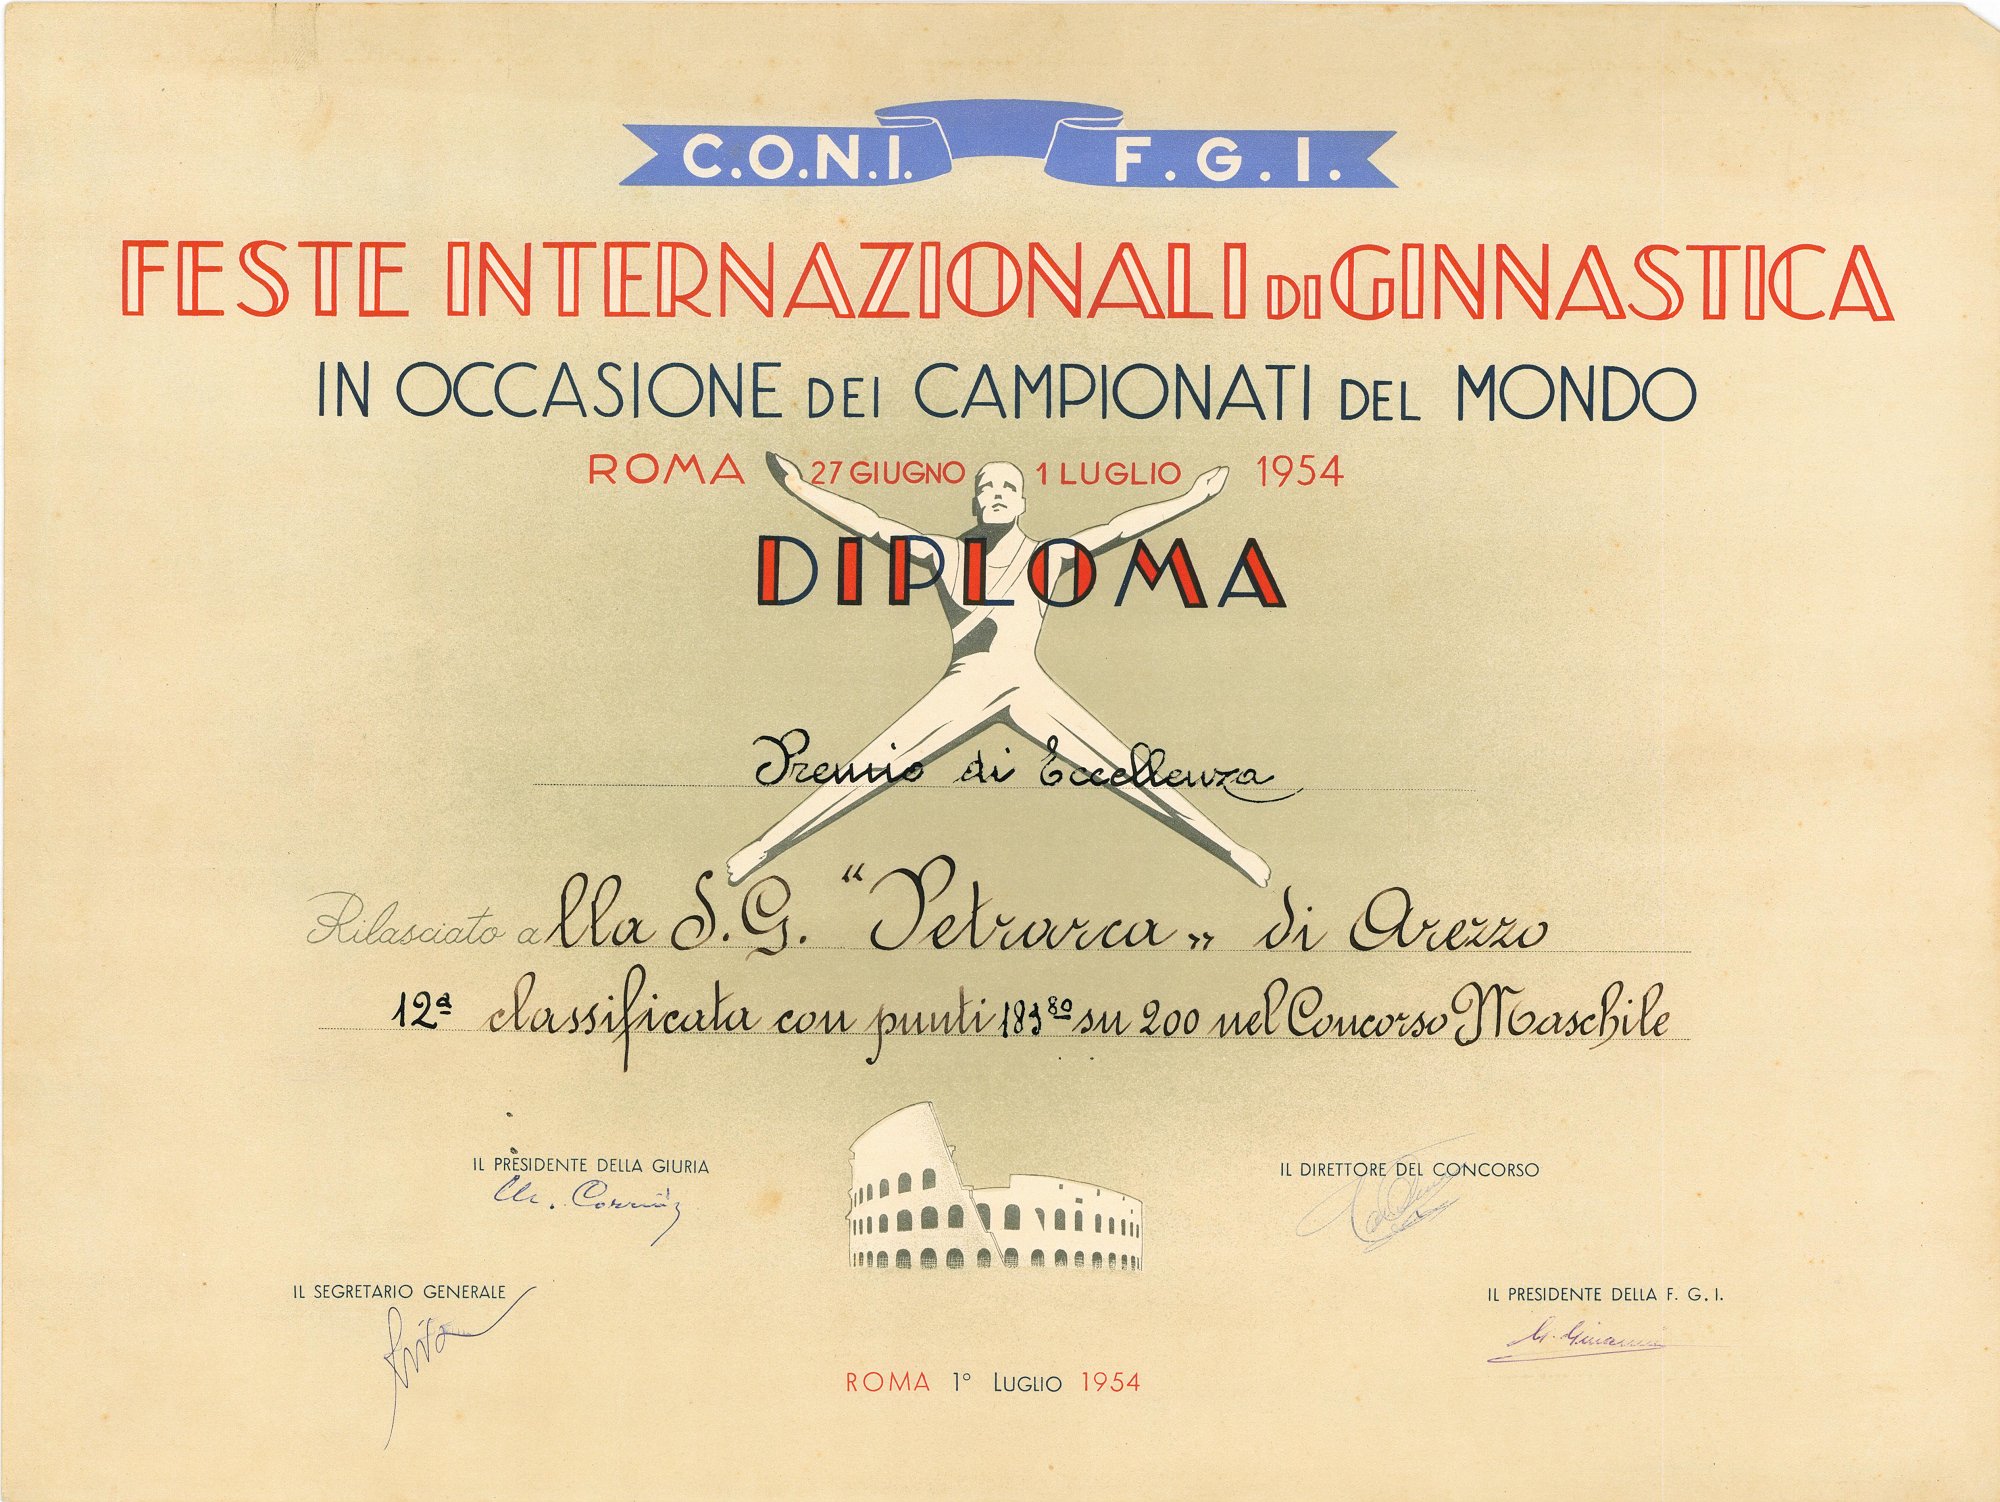 C.O.N.I. F.G.I.
FESTE INTERNAZIONALI DI GINNASTICA
IN OCCASIONE DEI CAMPIONATI DEL MONDO
ROMA 27 GIUGNO 1 LUGLIO 1954
DIPLOMA
Premio di Eccellenza
Rilasciato alla S.G. "Petrarca" di Arezzo
12ª classificata con punti 183⁸⁰ su 200 nel Concorso Maschile
IL PRESIDENTE DELLA GIURIA
IL DIRETTORE DEL CONCORSO
IL SEGRETARIO GENERALE
IL PRESIDENTE DELLA F. G. I.
ROMA 1° LUGLIO 1954